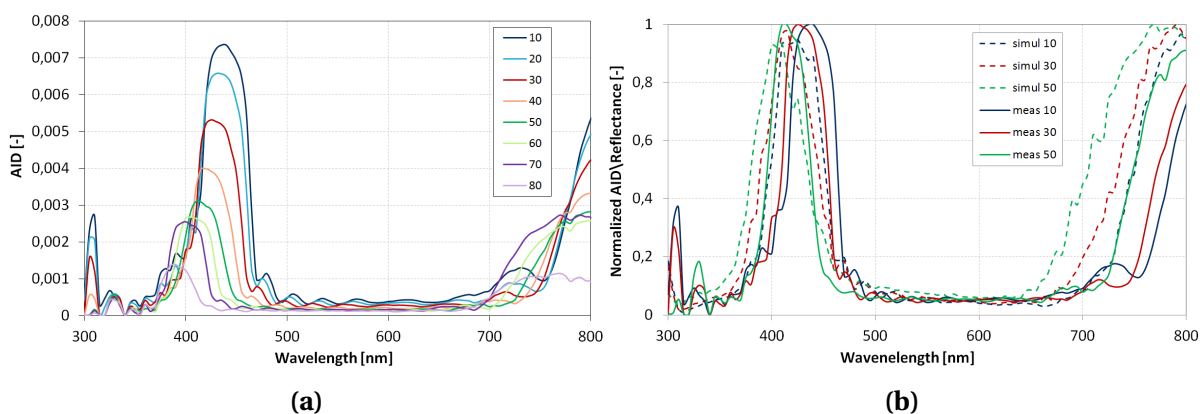 0,008
0,007
0,006
0,005
0,004
0,003
0,002
0,001
0
AID [-]
300 400 500 600 700 800
Wavelength [nm]
10
20
30
40
50
60
70
80
(a)
1
0,8
0,6
0,4
0,2
0
Normalized AID\Reflectance [-]
300 400 500 600 700 800
Wavenelength [nm]
simul 10
simul 30
simul 50
meas 10
meas 30
meas 50
(b)